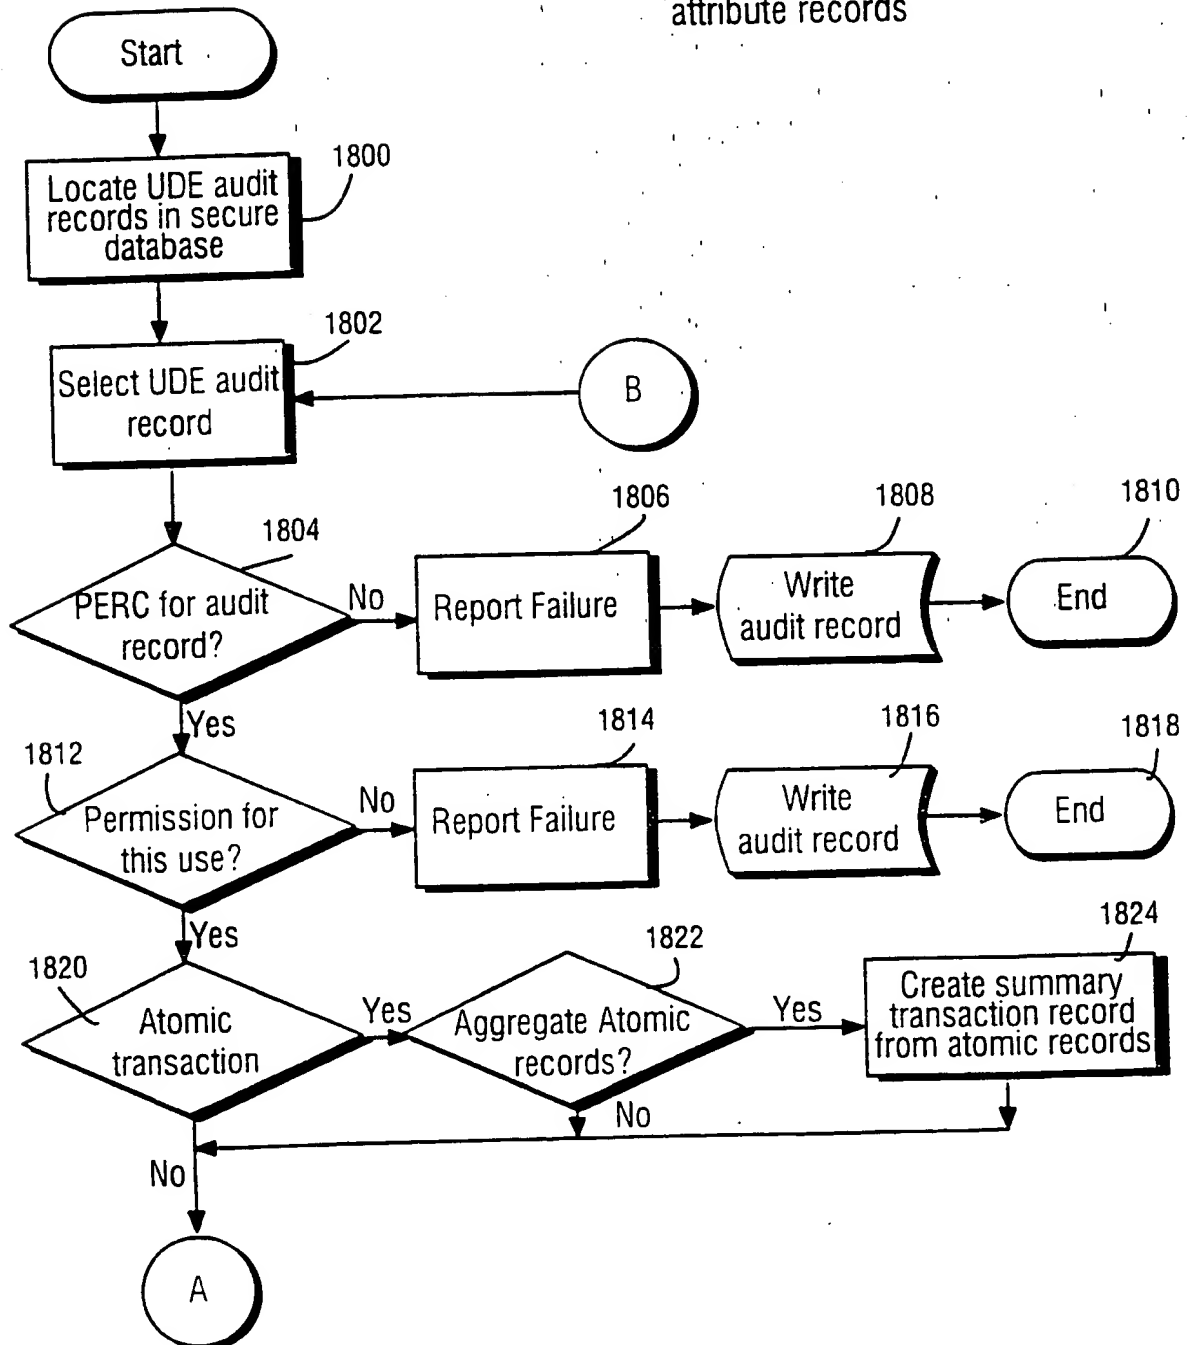 attribute records
Start
1800
Locate UDE audit
records in secure
database
1802
Select UDE audit
record
B
1804
PERC for audit
record?
No
1806
Report Failure
1808
Write
audit record
1810
End
Yes
1812
Permission for
this use?
No
1814
Report Failure
1816
Write
audit record
1818
End
Yes
1820
Atomic
transaction
Yes
1822
Aggregate Atomic
records?
Yes
1824
Create summary
transaction record
from atomic records
No
No
A